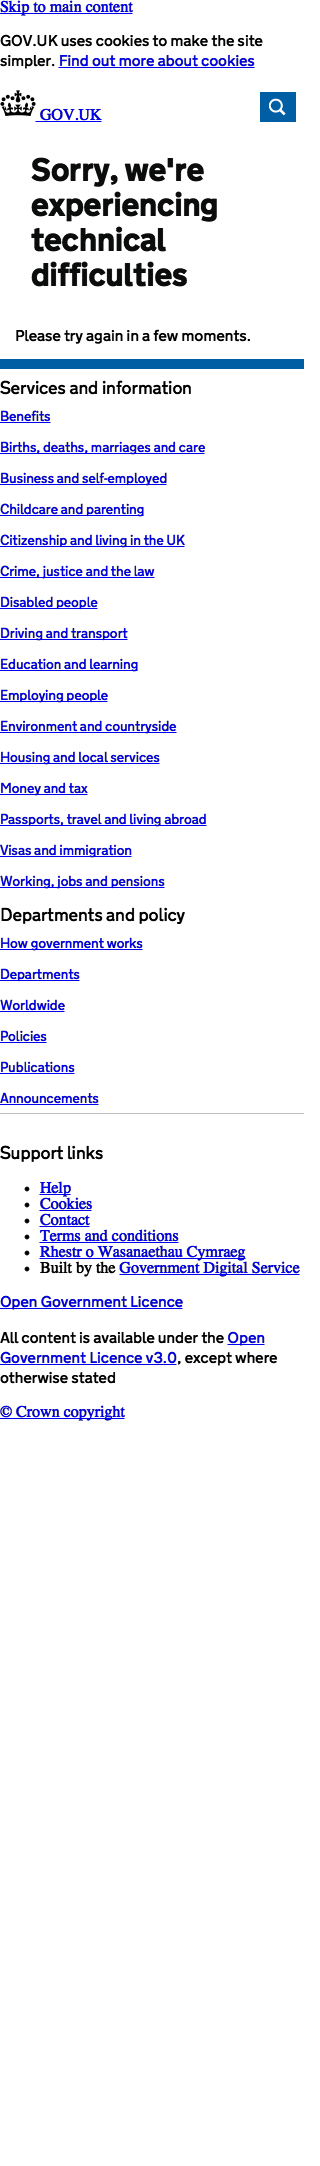 Skip to main content
GOV.UK uses cookies to make the site
simpler. Find out more about cookies
GOV.UK
Sorry, we're
experiencing
technical
difficulties
Please try again in a few moments.
Services and information
Benefits
Births, deaths, marriages and care
Business and self-employed
Childcare and parenting
Citizenship and living in the UK
Crime, justice and the law
Disabled people
Driving and transport
Education and learning
Employing people
Environment and countryside
Housing and local services
Money and tax
Passports, travel and living abroad
Visas and immigration
Working, jobs and pensions
Departments and policy
How government works
Departments
Worldwide
Policies
Publications
Announcements
Support links
Help
Cookies
Contact
Terms and conditions
Rhestr o Wasanaethau Cymraeg
Built by the Government Digital Service
Open Government Licence
All content is available under the Open
Government Licence v3.0, except where
otherwise stated
© Crown copyright